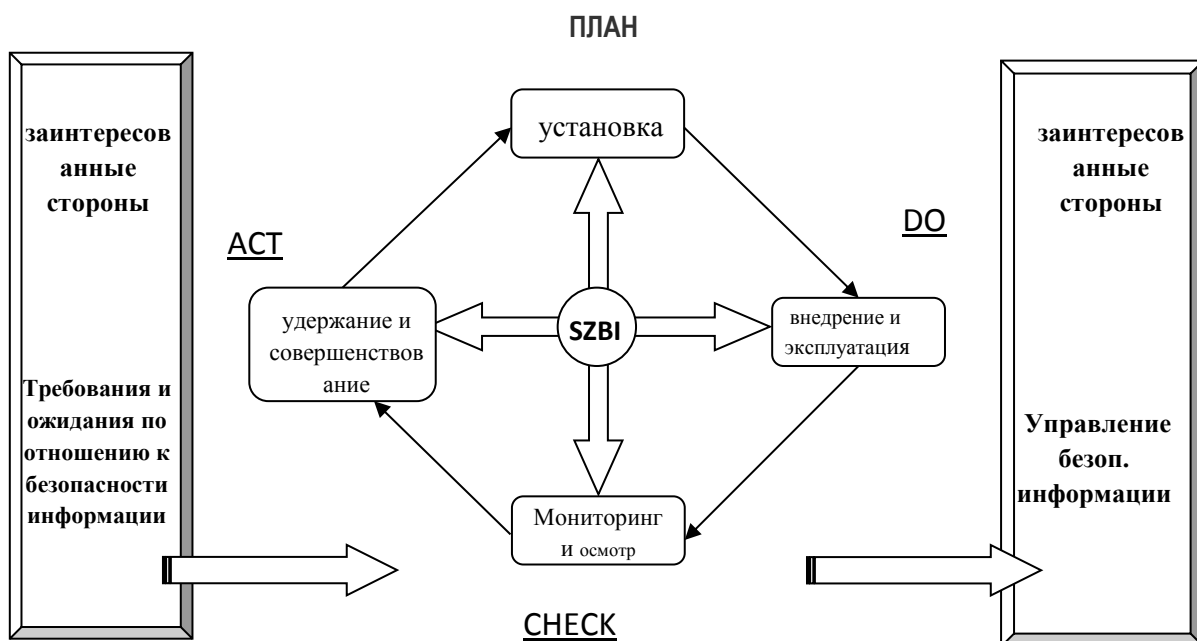 ПЛАН
заинтересов
анные
стороны
Требования и
ожидания по
отношению к
безопасности
информации
установка
ACT
DO
удержание и
совершенствов
ание
SZBI
внедрение и
эксплуатация
Мониторинг
и осмотр
CHECK
заинтересов
анные
стороны
Управление
безоп.
информации